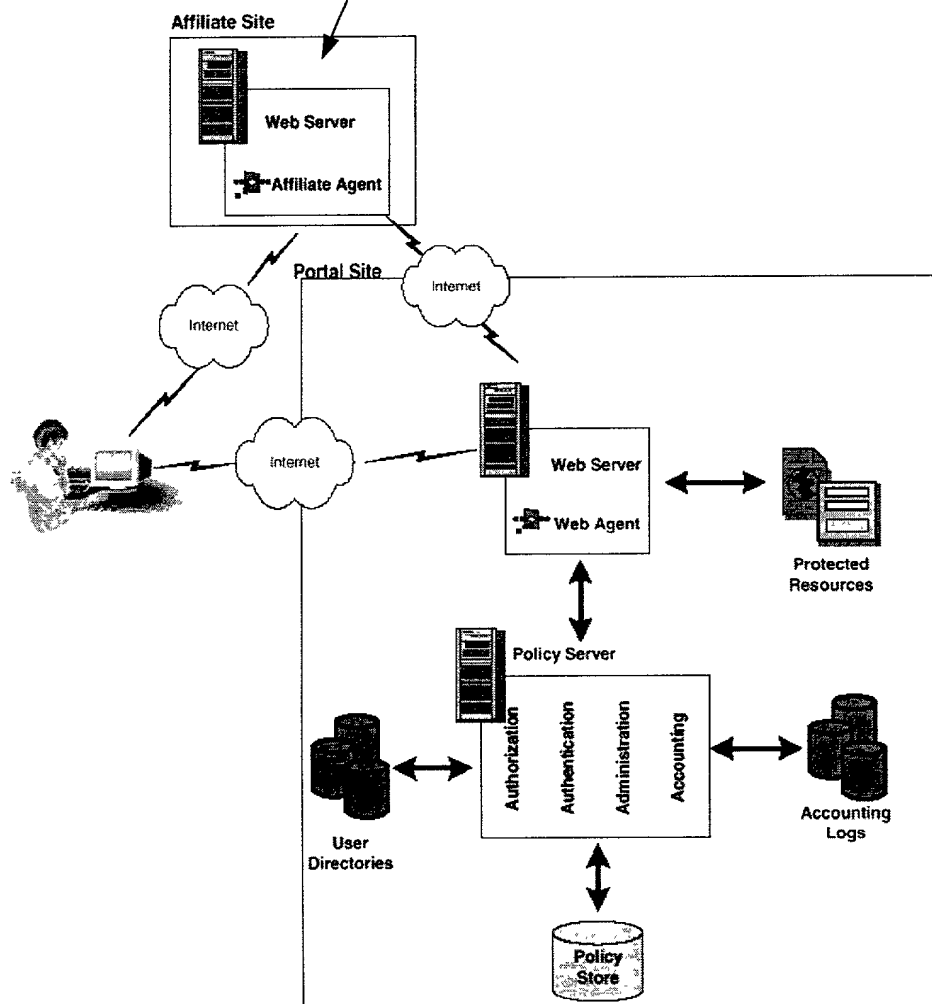 Affiliate Site
Web Server
Affiliate Agent
Portal Site
Internet
Internet
Internet
Web Server
Web Agent
Protected
Resources
Policy Server
Authorization
Authentication
Administration
Accounting
User
Directories
Accounting
Logs
Policy
Store